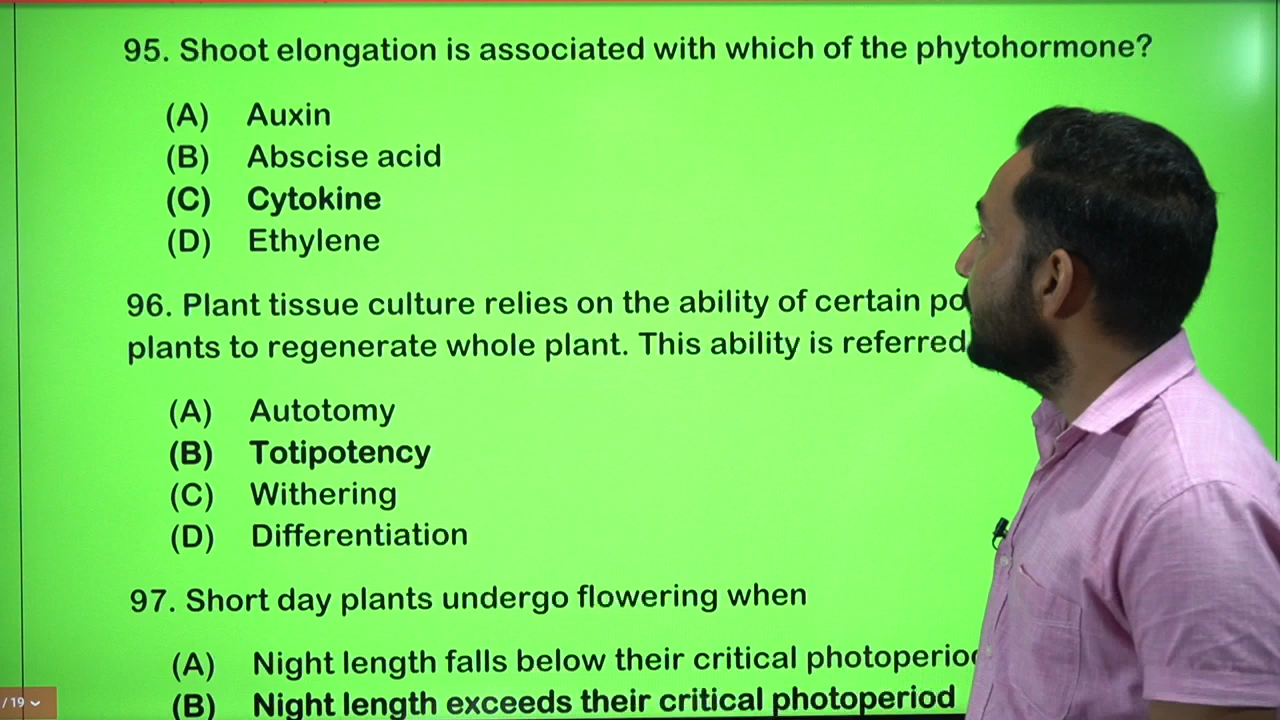 95. Shoot elongation is associated with which of the phytohormone?
(A) Auxin
(B) Abscise acid
(C) Cytokine
(D) Ethylene
96. Plant tissue culture relies on the ability of certain
plants to regenerate whole plant. This ability is referred
(A) Autotomy
(B) Totipotency
(C) Withering
(D) Differentiation
97. Short day plants undergo flowering when
(A) Night length falls below their critical
(B) Night length exceeds their critical photoperiod
/ 19